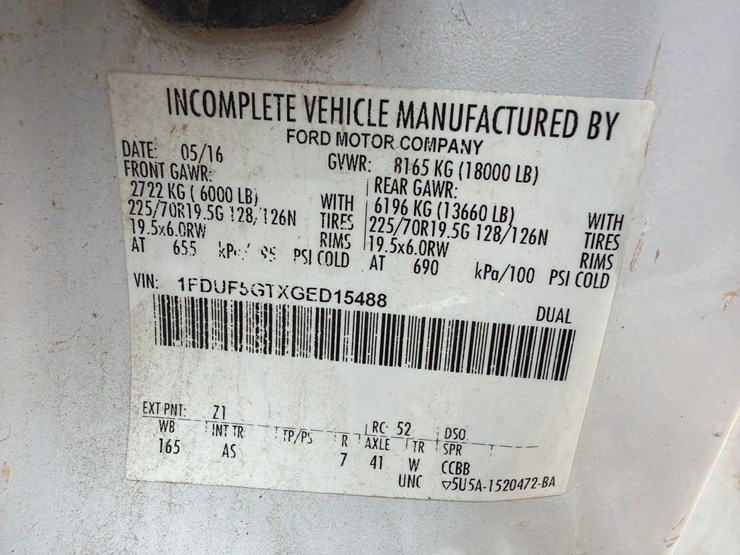 INCOMPLETE VEHICLE MANUFACTURED BY
FORD MOTOR COMPANY
DATE: 05/16 GVWR: 8165 KG (18000 LB)
FRONT GAWR: REAR GAWR:
2722 KG ( 6000 LB) WITH 6196 KG (13660 LB) WITH
225/70R19.5G 128/126N TIRES 225/70R19.5G 128/126N TIRES
19.5x6.0RW RIMS 19.5x6.0RW RIMS
AT 655 kPa/ 95 PSI COLD AT 690 kPa/100 PSI COLD
VIN: 1FDUF5GTXGED15488 DUAL
EXT PNT: Z1 RC: 52 DSO
WB INT TR TP/PS R AXLE TR SPR
165 AS 7 41 W CCBB
UNC ▽5U5A-1520472-BA